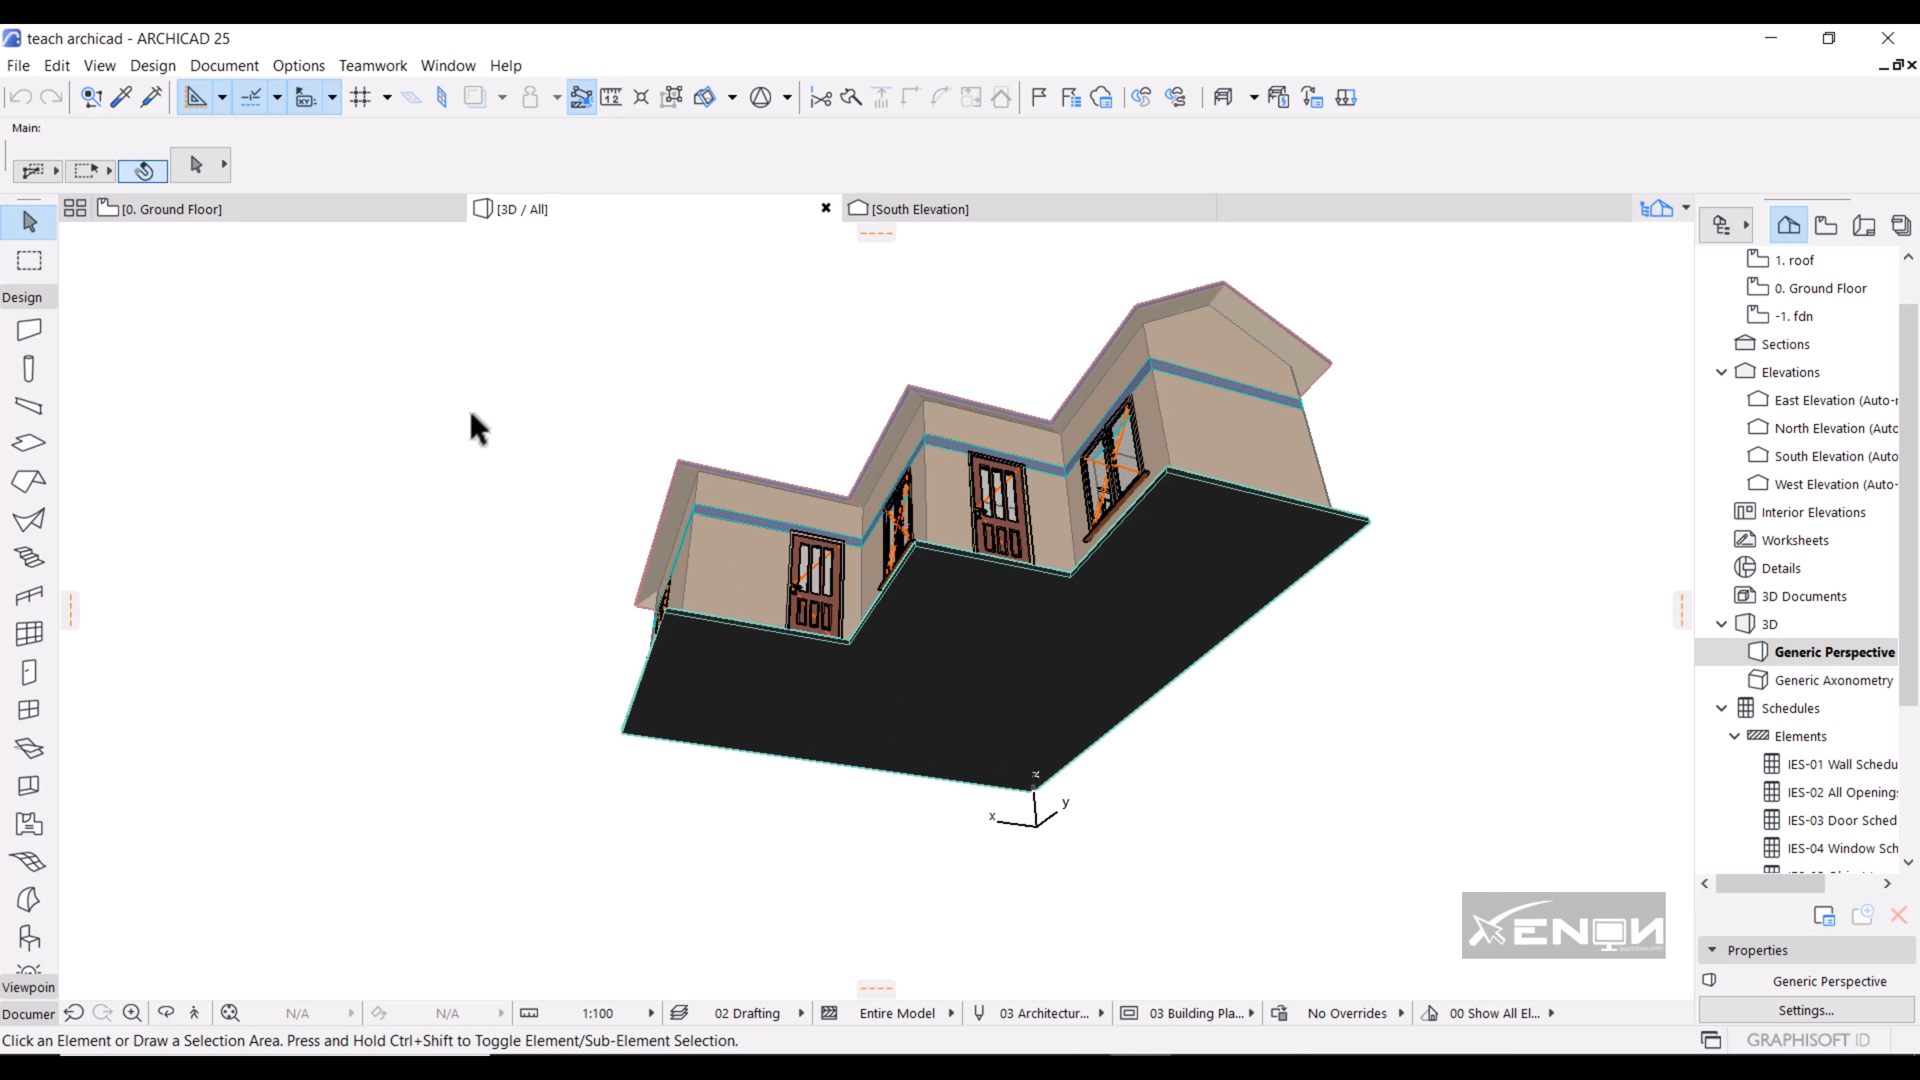 teach archicad - ARCHICAD 25
File Edit View Design Document Options Teamwork Window Help
Main:
[0. Ground Floor] [3D / All] [South Elevation]
Design
1. roof
0. Ground Floor
-1. fdn
Sections
Elevations
East Elevation (Auto-r
North Elevation (Autc
South Elevation (Auto
West Elevation (Auto-
Interior Elevations
Worksheets
Details
3D Documents
3D
Generic Perspective
Generic Axonometry
Schedules
Elements
IES-01 Wall Schedu
IES-02 All Opening:
IES-03 Door Sched
IES-04 Window Sch
z
y
x
XENON
Properties
Viewpoin
Generic Perspective
Documer N/A N/A 1:100 02 Drafting Entire Model 03 Architectur... 03 Building Pla... No Overrides 00 Show All El...
Settings...
Click an Element or Draw a Selection Area. Press and Hold Ctrl+Shift to Toggle Element/Sub-Element Selection.
GRAPHISOFT ID